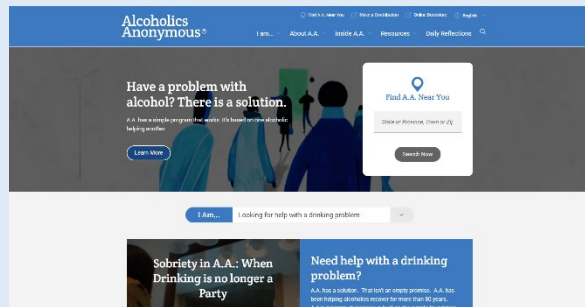 Find A.A. Near You Make a Contribution Online Bookstore English
Alcoholics
Anonymous®
I am... About A.A. Inside A.A. Resources Daily Reflections
Have a problem with
alcohol? There is a solution.
A.A. has a simple program that works. It's based on one alcoholic
helping another.
Learn More
Find A.A. Near You
State or Province, Town or Zip
Search Now
I Am... Looking for help with a drinking problem
Sobriety in A.A.: When
Drinking is no longer a
Party
Need help with a drinking
problem?
A.A. has a solution. That isn't an empty promise. A.A. has
been helping alcoholics recover for more than 80 years.